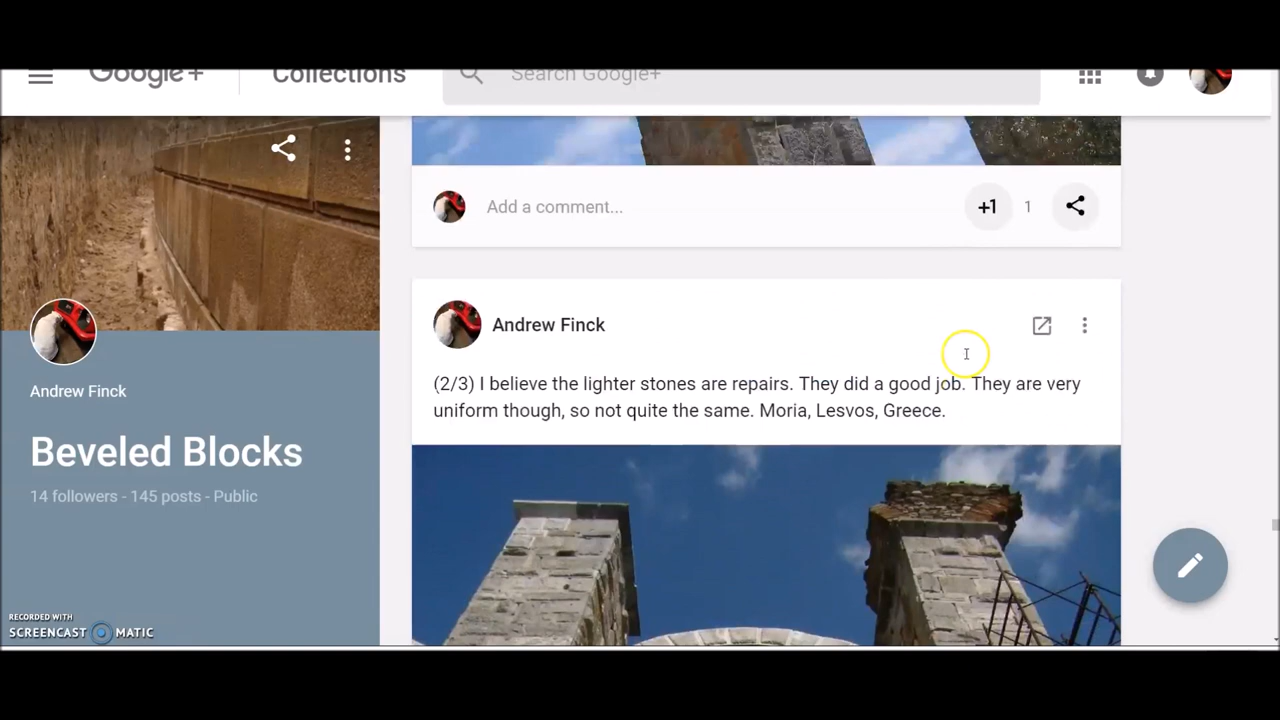 Google+
Collections
Search Google+
Add a comment...
+1
1
Andrew Finck
(2/3) I believe the lighter stones are repairs. They did a good job. They are very
uniform though, so not quite the same. Moria, Lesvos, Greece.
Andrew Finck
Beveled Blocks
14 followers - 145 posts - Public
RECORDED WITH
SCREENCAST MATIC